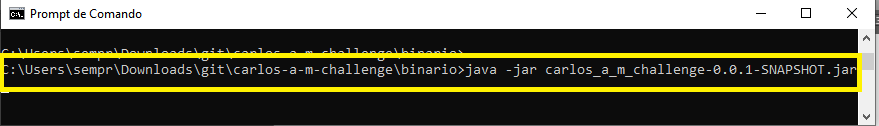 Prompt de Comando
C:\Users\sempr\Downloads\git\carlos-a-m-challenge\binario>
C:\Users\sempr\Downloads\git\carlos-a-m-challenge\binario>java -jar carlos_a_m_challenge-0.0.1-SNAPSHOT.jar